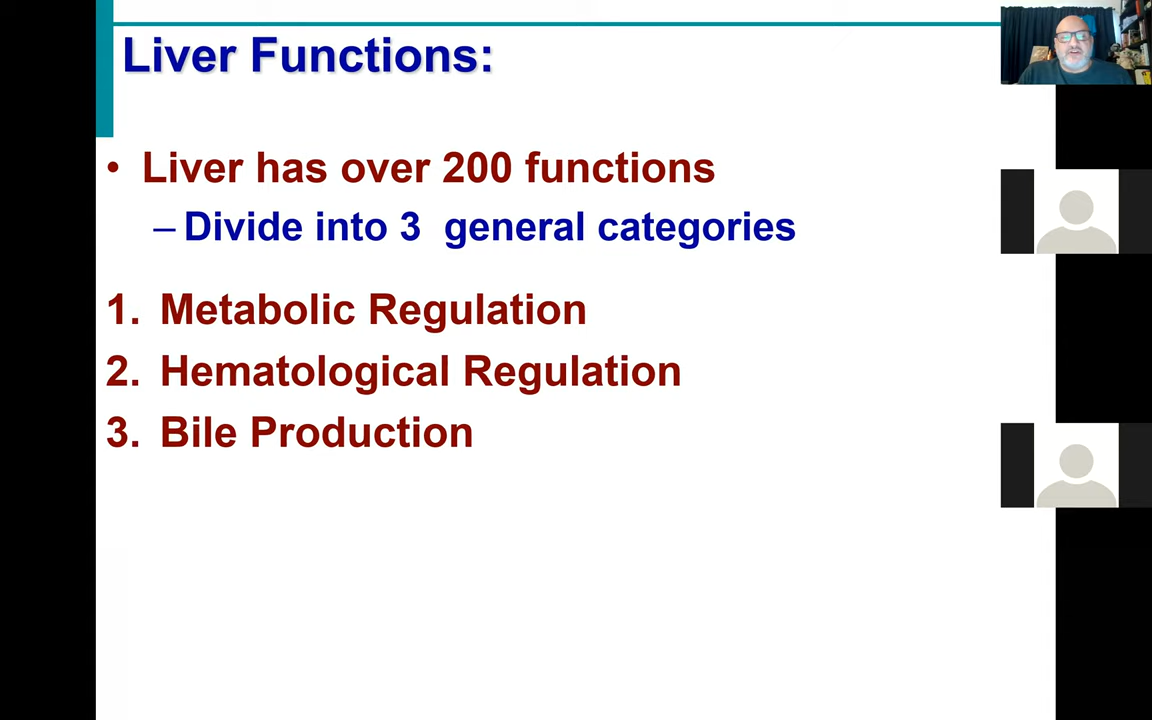 Liver Functions:
• Liver has over 200 functions
– Divide into 3 general categories
1. Metabolic Regulation
2. Hematological Regulation
3. Bile Production